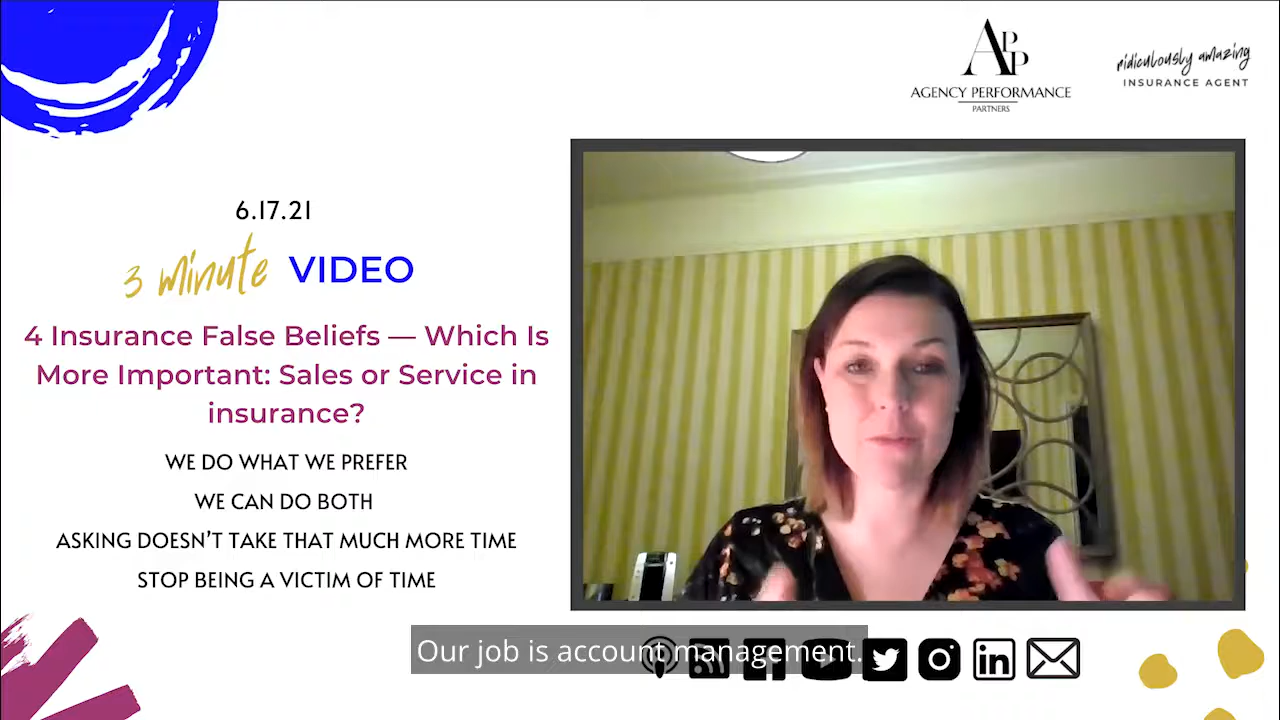 APP
AGENCY PERFORMANCE
PARTNERS
ridiculously amazing
INSURANCE AGENT
6.17.21
3 minute VIDEO
4 Insurance False Beliefs — Which Is
More Important: Sales or Service in
insurance?
WE DO WHAT WE PREFER
WE CAN DO BOTH
ASKING DOESN'T TAKE THAT MUCH MORE TIME
STOP BEING A VICTIM OF TIME
Our job is account management.
in